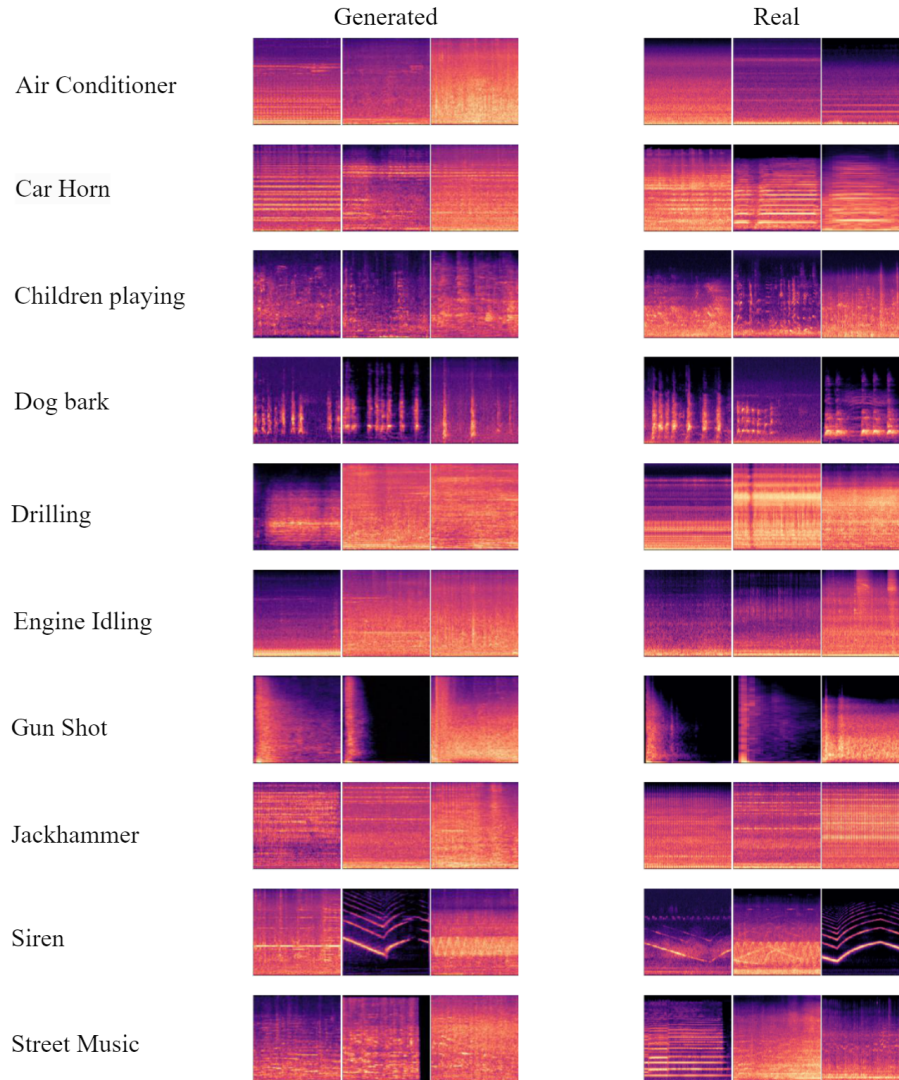 Generated Real
Air Conditioner
Car Horn
Children playing
Dog bark
Drilling
Engine Idling
Gun Shot
Jackhammer
Siren
Street Music